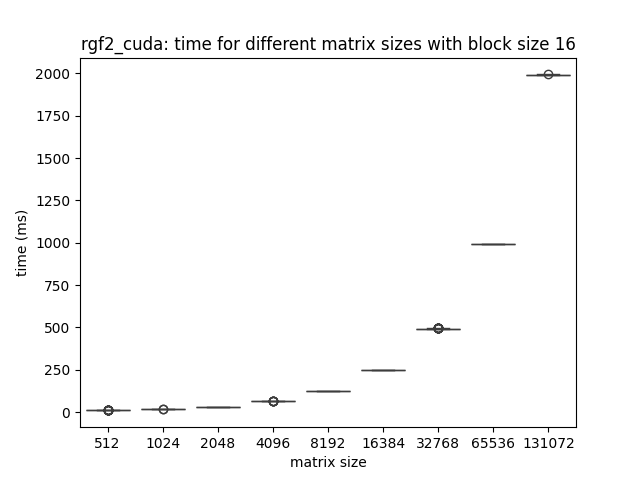 rgf2_cuda: time for different matrix sizes with block size 16
2000
1750
1500
1250
1000
750
500
250
0
time (ms)
512 1024 2048 4096 8192 16384 32768 65536 131072
matrix size